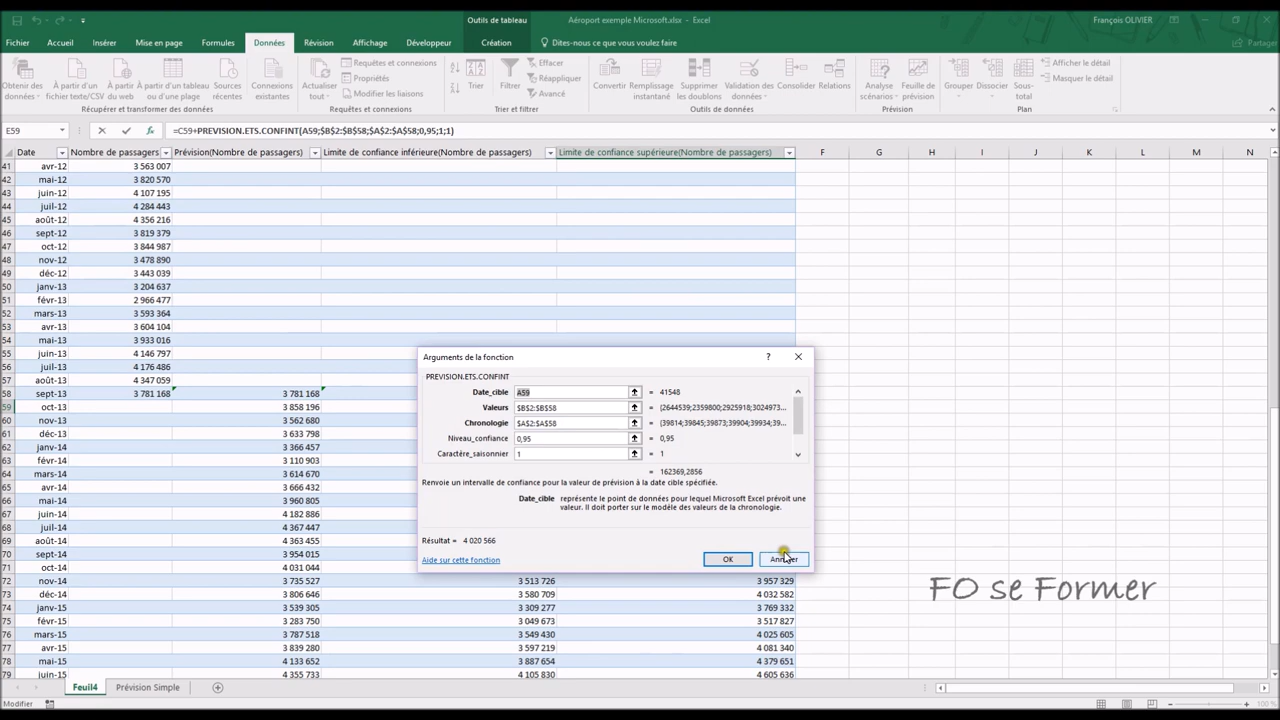 Outils de tableau Aéroport exemple Microsoft.xlsx - Excel François OLIVIER
Fichier Accueil Insérer Mise en page Formules Données Révision Affichage Développeur Création Dites-nous ce que vous voulez faire Partager
Obtenir des données
À partir d'un fichier texte/CSV
À partir du web
À partir d'un tableau ou d'une plage
Sources récentes
Connexions existantes
Actualiser tout
Requêtes et connexions
Propriétés
Modifier les liaisons
Trier
Filtrer
Effacer
Réappliquer
Avancé
Convertir
Remplissage instantané
Supprimer les doublons
Validation des données
Consolider
Relations
Analyse scénarios
Feuille de prévision
Grouper
Dissocier
Sous-total
Afficher le détail
Masquer le détail
Récupérer et transformer des données Requêtes et connexions Trier et filtrer Outils de données Prévision Plan
E59 fx =C59+PREVISION.ETS.CONFINT(A59;$B$2:$B$58;$A$2:$A$58;0,95;1;1)
Date Nombre de passagers Prévision(Nombre de passagers) Limite de confiance inférieure(Nombre de passagers) Limite de confiance supérieure(Nombre de passagers) F G H I J K L M N
41 avr-12 3 563 007
42 mai-12 3 820 570
43 juin-12 4 107 195
44 juil-12 4 284 443
45 août-12 4 356 216
46 sept-12 3 819 379
47 oct-12 3 844 987
48 nov-12 3 478 890
49 déc-12 3 443 039
50 janv-13 3 204 637
51 févr-13 2 966 477
52 mars-13 3 593 364
53 avr-13 3 604 104
54 mai-13 3 933 016
55 juin-13 4 146 797
56 juil-13 4 176 486
57 août-13 4 347 059
58 sept-13 3 781 168 3 781 168
59 oct-13 3 858 196
60 nov-13 3 562 680
61 déc-13 3 633 798
62 janv-14 3 366 457
63 févr-14 3 110 903
64 mars-14 3 614 670
65 avr-14 3 666 432
66 mai-14 3 960 805
67 juin-14 4 182 886
68 juil-14 4 367 447
69 août-14 4 363 455
70 sept-14 3 954 015
71 oct-14 4 031 044
72 nov-14 3 735 527 3 513 726 3 957 329
73 déc-14 3 806 646 3 580 709 4 032 582
74 janv-15 3 539 305 3 309 277 3 769 332
75 févr-15 3 283 750 3 049 673 3 517 827
76 mars-15 3 787 518 3 549 430 4 025 605
77 avr-15 3 839 280 3 597 219 4 081 340
78 mai-15 4 133 652 3 887 654 4 379 651
79 juin-15 4 355 733 4 105 830 4 605 636
Arguments de la fonction ?
PREVISION.ETS.CONFINT
Date_cible A59 = 41548
Valeurs $B$2:$B$58 = {2644539;2359800;2925918;3024973...
Chronologie $A$2:$A$58 = {39814;39845;39873;39904;39934;39...
Niveau_confiance 0,95 = 0,95
Caractère_saisonnier 1 = 1
= 162369,2856
Renvoie un intervalle de confiance pour la valeur de prévision à la date cible spécifiée.
Date_cible représente le point de données pour lequel Microsoft Excel prévoit une
valeur. Il doit porter sur le modèle des valeurs de la chronologie.
Résultat = 4 020 566
Aide sur cette fonction OK Annuler
FO se Former
Feuil4 Prévision Simple
Modifier 100 %